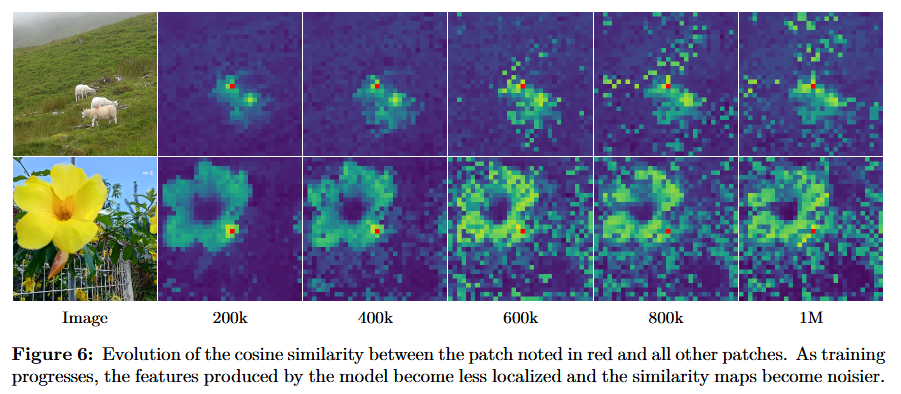 Image 200k 400k 600k 800k 1M
Figure 6: Evolution of the cosine similarity between the patch noted in red and all other patches. As training
progresses, the features produced by the model become less localized and the similarity maps become noisier.